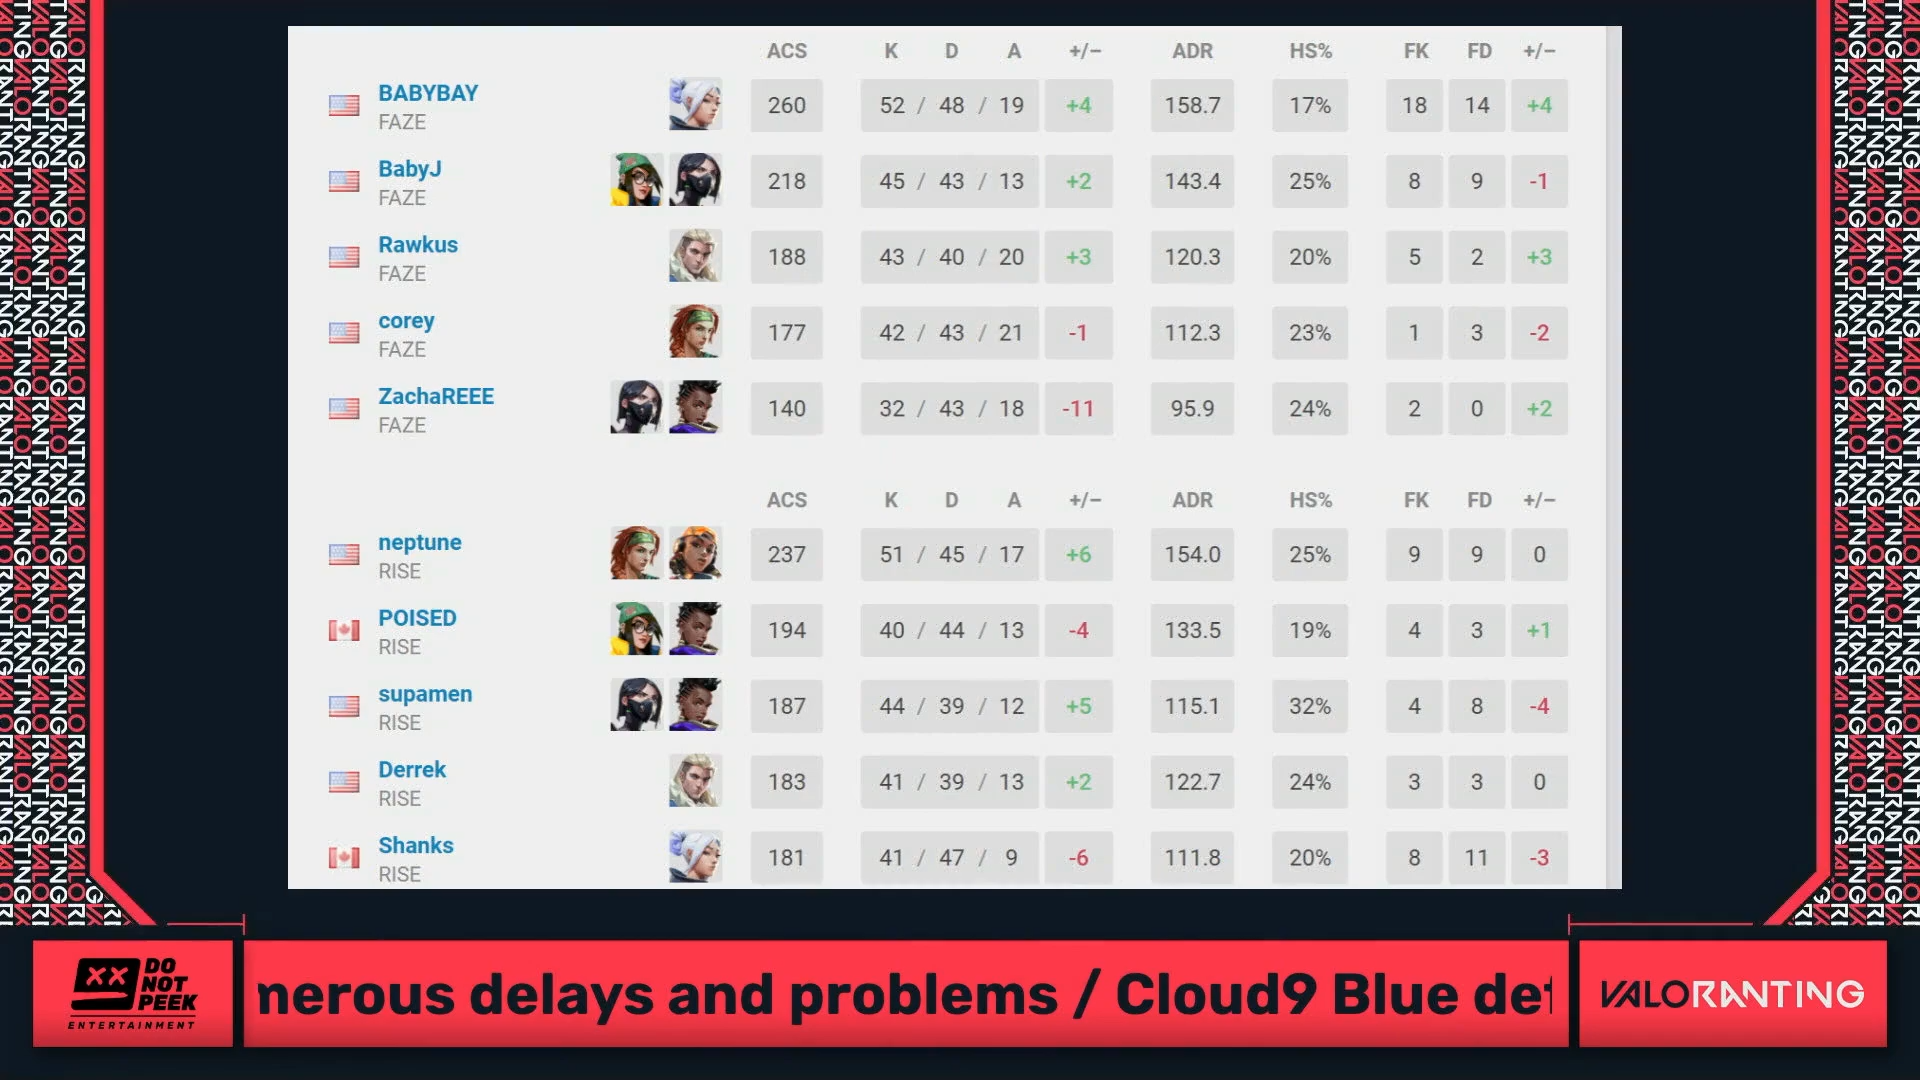 ACS K D A +/− ADR HS% FK FD +/−
BABYBAY
FAZE
260 52 / 48 / 19 +4 158.7 17% 18 14 +4
BabyJ
FAZE
218 45 / 43 / 13 +2 143.4 25% 8 9 -1
Rawkus
FAZE
188 43 / 40 / 20 +3 120.3 20% 5 2 +3
corey
FAZE
177 42 / 43 / 21 -1 112.3 23% 1 3 -2
ZachaREEE
FAZE
140 32 / 43 / 18 -11 95.9 24% 2 0 +2
ACS K D A +/− ADR HS% FK FD +/−
neptune
RISE
237 51 / 45 / 17 +6 154.0 25% 9 9 0
POISED
RISE
194 40 / 44 / 13 -4 133.5 19% 4 3 +1
supamen
RISE
187 44 / 39 / 12 +5 115.1 32% 4 8 -4
Derrek
RISE
183 41 / 39 / 13 +2 122.7 24% 3 3 0
Shanks
RISE
181 41 / 47 / 9 -6 111.8 20% 8 11 -3
DO
NOT
PEEK
ENTERTAINMENT
nerous delays and problems / Cloud9 Blue def
VALORANTING